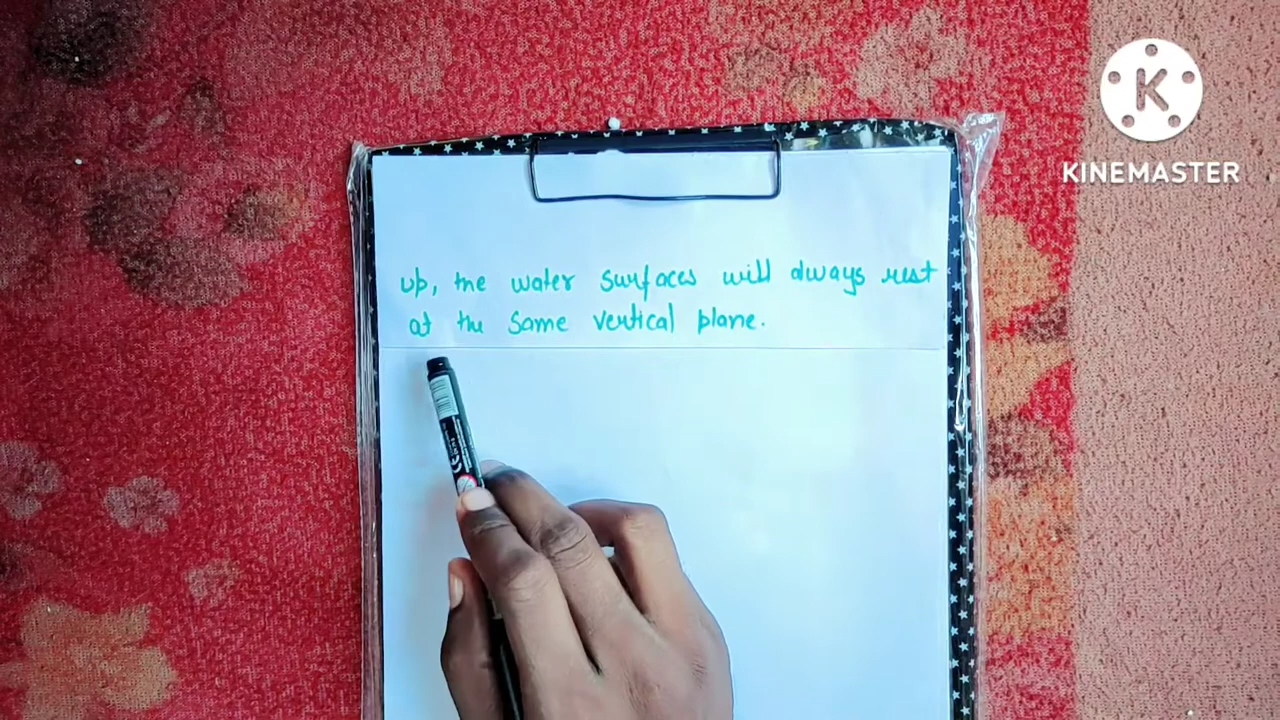 KINEMASTER
up, the water surfaces will always rest
at the same vertical plane.